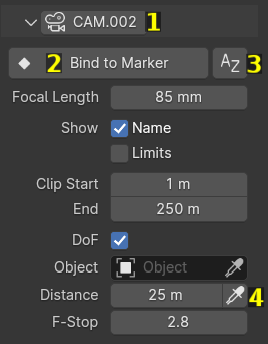 CAM.002 1
2 Bind to Marker AZ 3
Focal Length 85 mm
Show Name
Limits
Clip Start 1 m
End 250 m
DoF
Object Object
Distance 25 m 4
F-Stop 2.8